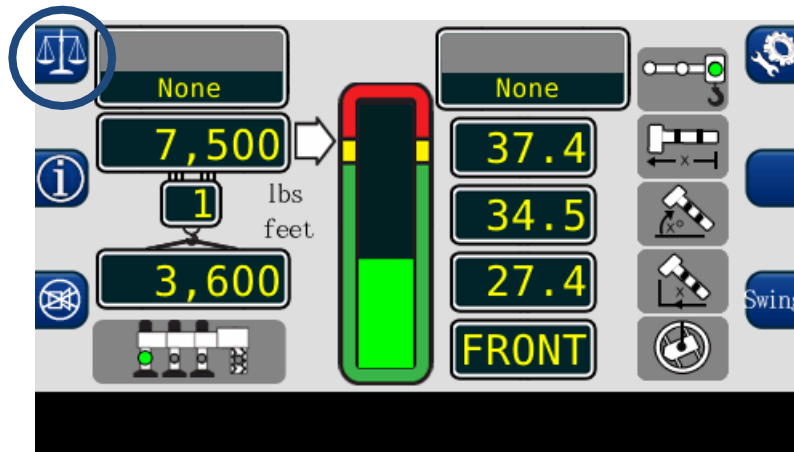 None
7,500
1
lbs
feet
3,600
None
37.4
x
34.5
x°
27.4
x
FRONT
i
Swing